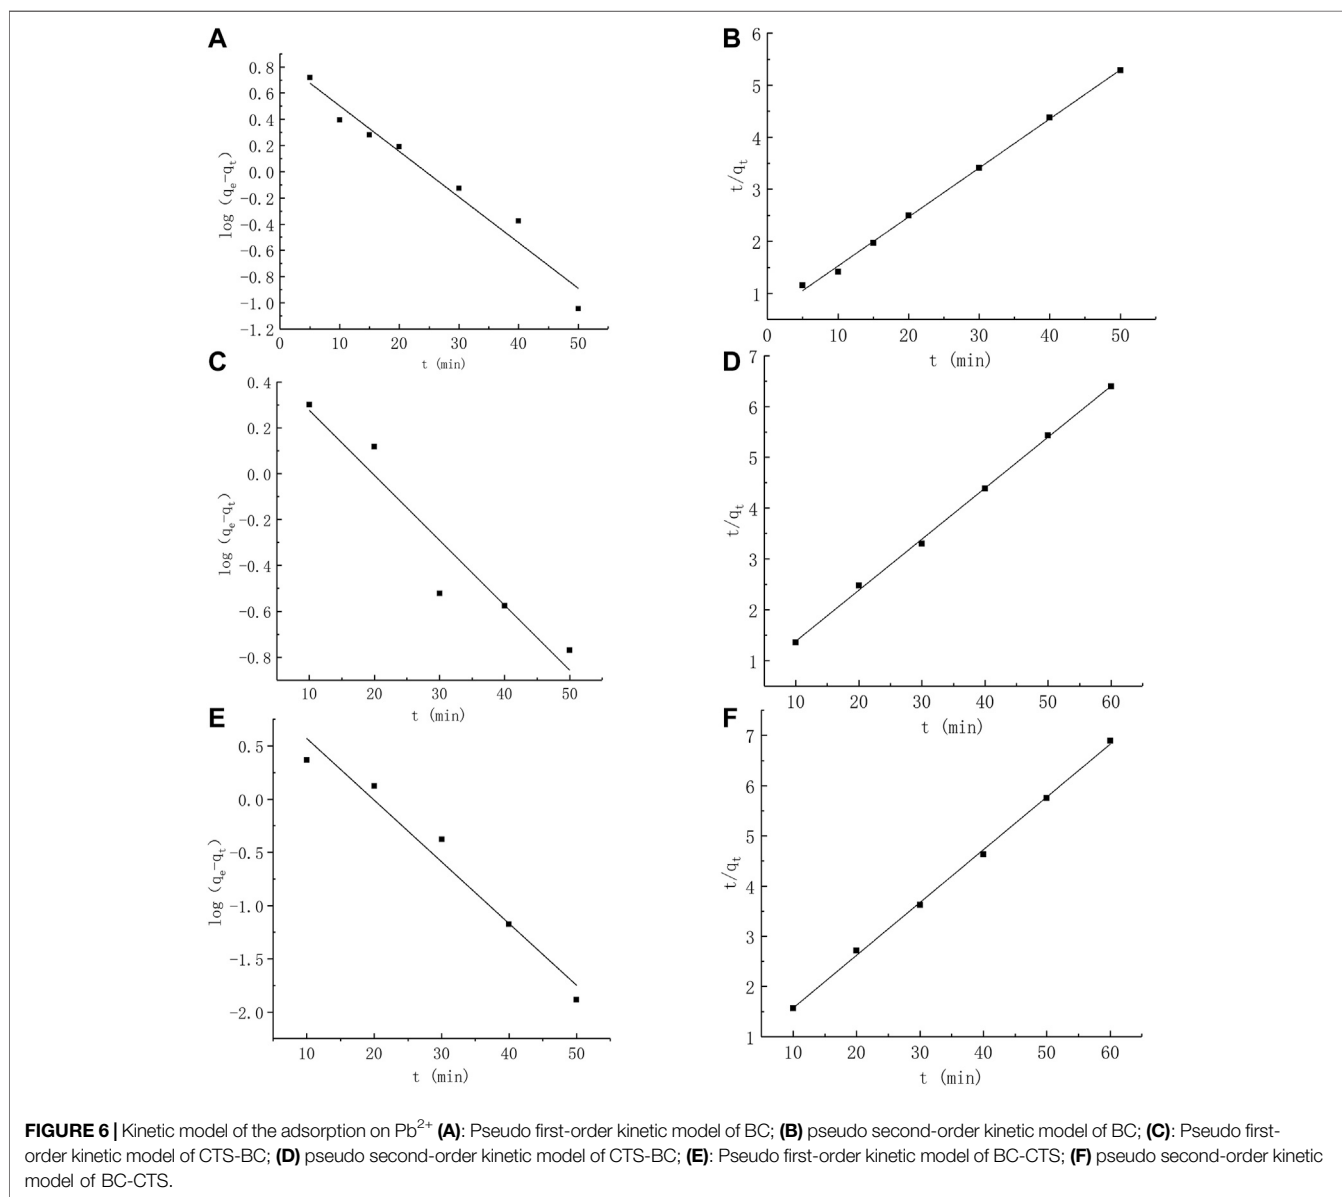 A
0.8
0.6
0.4
0.2
0.0
-0.2
-0.4
-0.6
-0.8
-1.0
-1.2
log (qe-qt)
0 10 20 30 40 50
t (min)
B
6
5
4
3
2
1
t/qt
0 10 20 30 40 50
t (min)
C
0.4
0.2
0.0
-0.2
-0.4
-0.6
-0.8
log (qe-qt)
10 20 30 40 50
t (min)
D
7
6
5
4
3
2
1
t/qt
10 20 30 40 50 60
t (min)
E
0.5
0.0
-0.5
-1.0
-1.5
-2.0
log (qe-qt)
10 20 30 40 50
t (min)
F
7
6
5
4
3
2
1
t/qt
10 20 30 40 50 60
t (min)
FIGURE 6 | Kinetic model of the adsorption on Pb2+ (A): Pseudo first-order kinetic model of BC; (B) pseudo second-order kinetic model of BC; (C): Pseudo first-
order kinetic model of CTS-BC; (D) pseudo second-order kinetic model of CTS-BC; (E): Pseudo first-order kinetic model of BC-CTS; (F) pseudo second-order kinetic
model of BC-CTS.